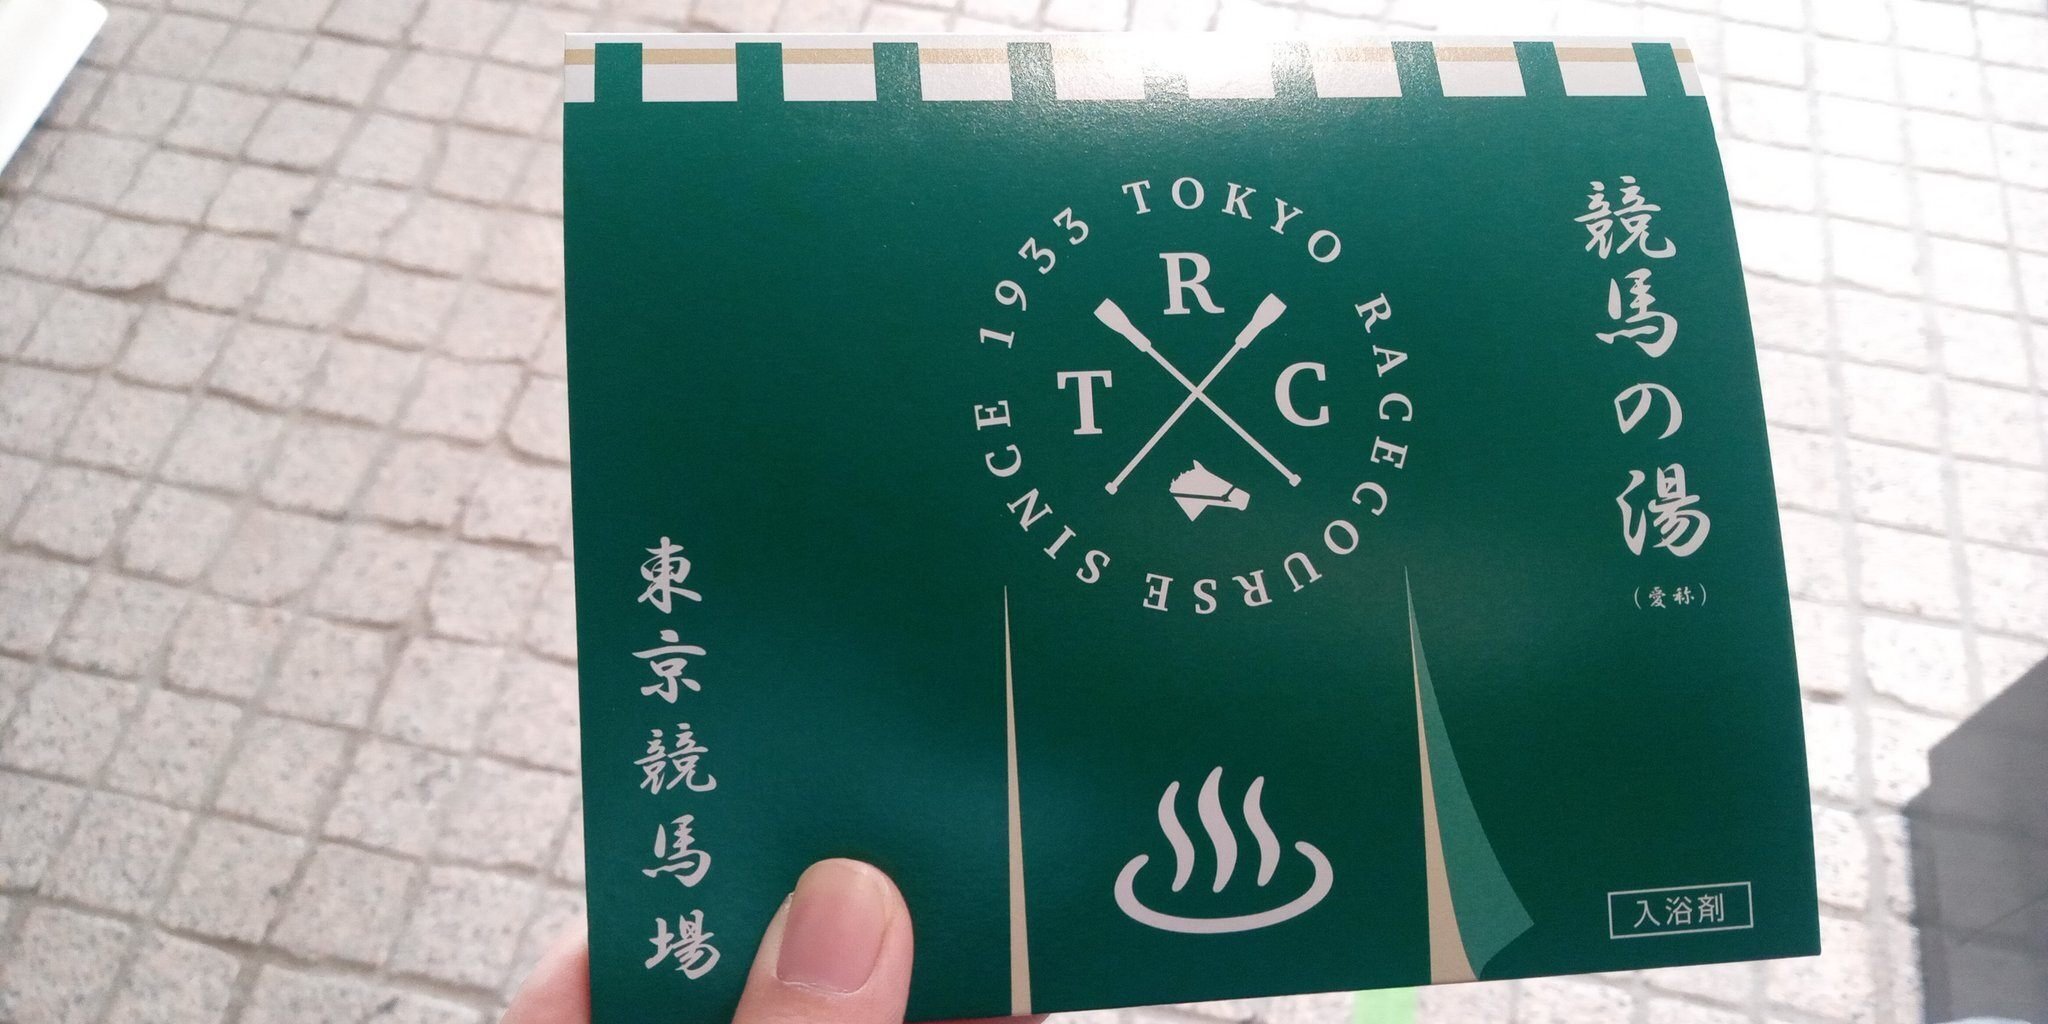 競馬の湯
（愛称）
TOKYO RACECOURSE SINCE 1933
R
T C
東京競馬場
入浴剤